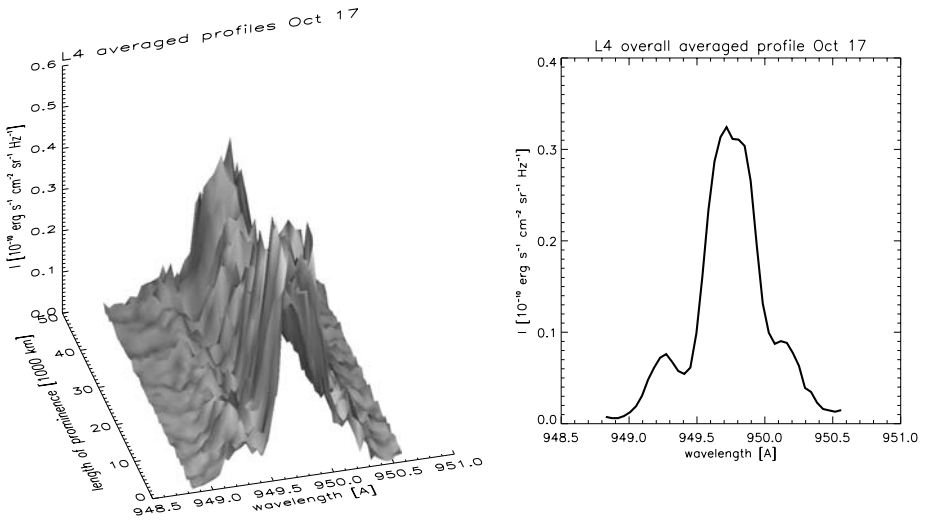 L4 averaged profiles Oct 17
0.6
0.5
0.4
0.3
0.2
0.1
0.0
I [10⁻¹⁰ erg s⁻¹ cm⁻² sr⁻¹ Hz⁻¹]
50
40
30
20
10
0
length of prominence [1000 km]
948.5 949.0 949.5 950.0 950.5 951.0
wavelength [A]
L4 overall averaged profile Oct 17
0.4
0.3
0.2
0.1
0.0
I [10⁻¹⁰ erg s⁻¹ cm⁻² sr⁻¹ Hz⁻¹]
948.5 949.0 949.5 950.0 950.5 951.0
wavelength [A]